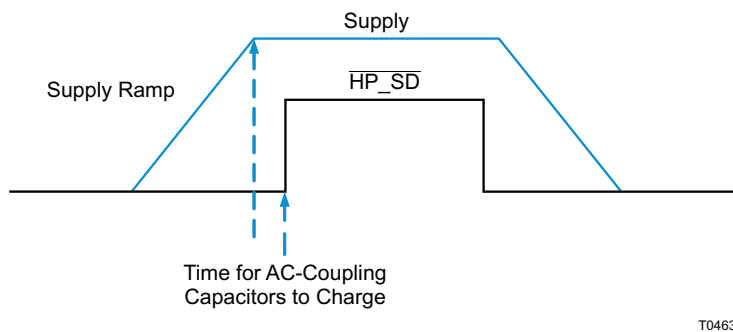 Supply
Supply Ramp
HP_SD
Time for AC-Coupling
Capacitors to Charge
T0463